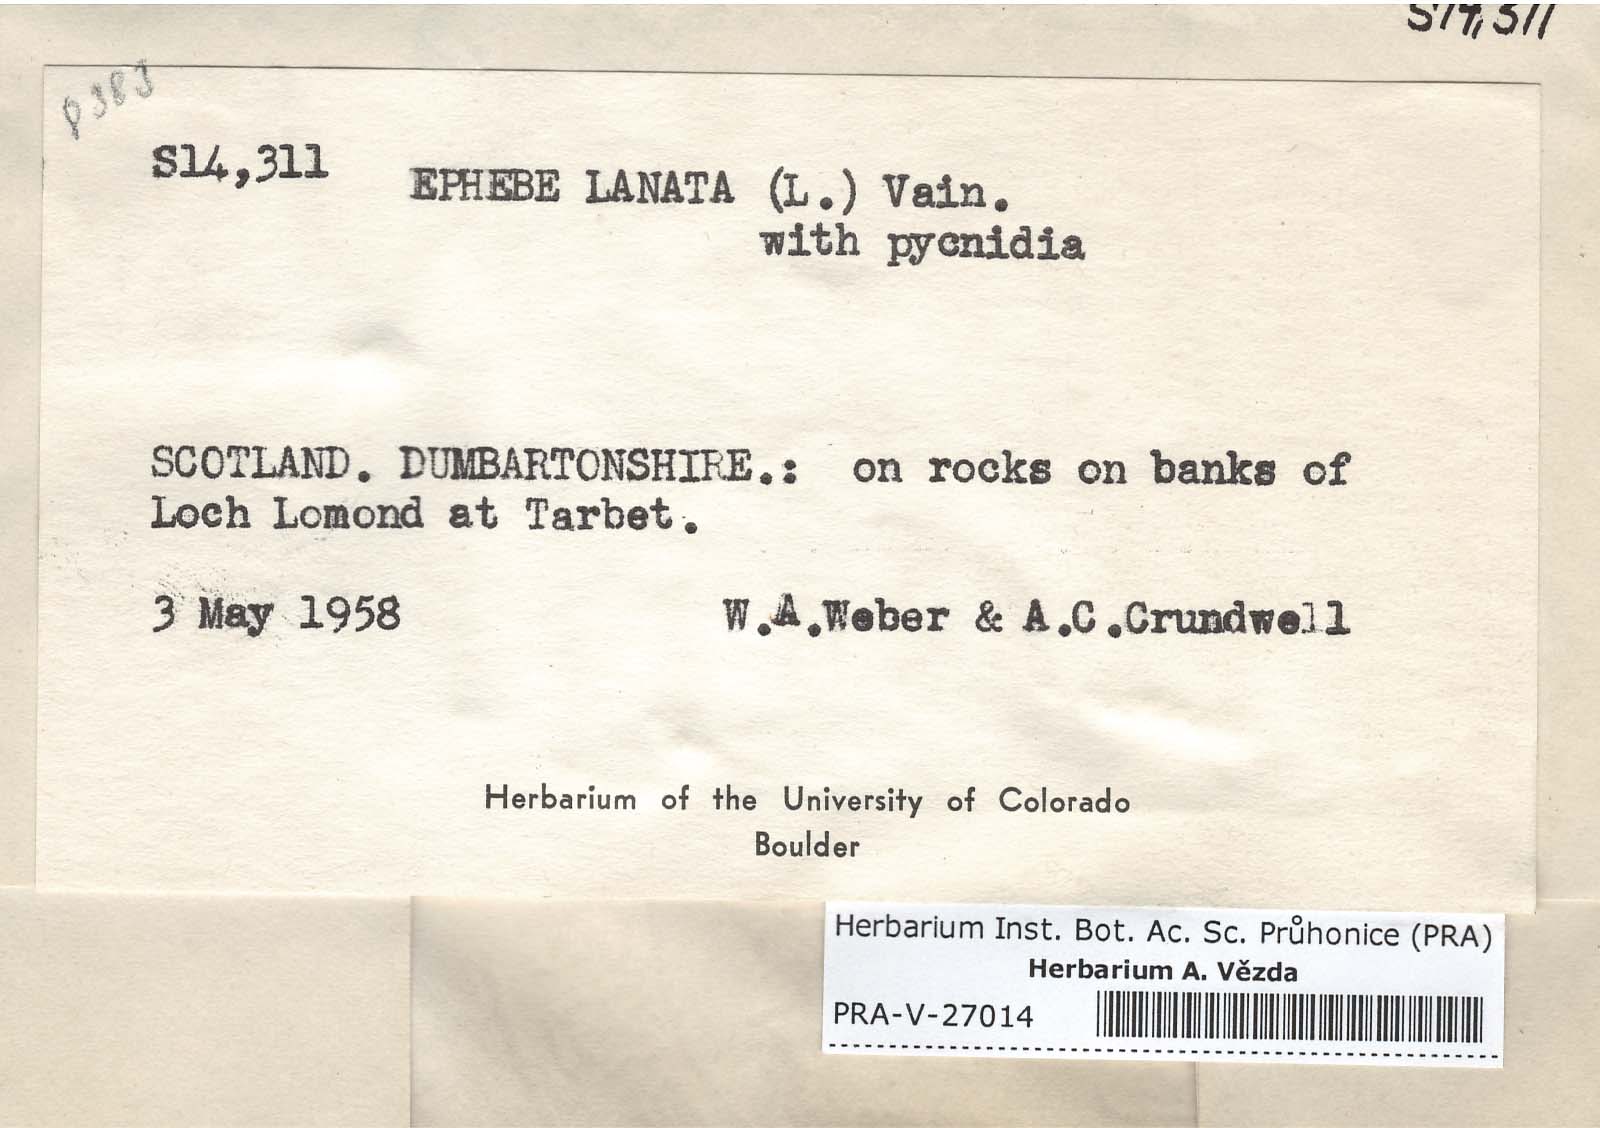 S14,311
P383
S14,311
EPHEBE LANATA (L.) Vain.
with pycnidia
SCOTLAND. DUMBARTONSHIRE.: on rocks on banks of
Loch Lomond at Tarbet.
3 May 1958 W.A.Weber & A.C.Crundwell
Herbarium of the University of Colorado
Boulder
Herbarium Inst. Bot. Ac. Sc. Průhonice (PRA)
Herbarium A. Vězda
PRA-V-27014